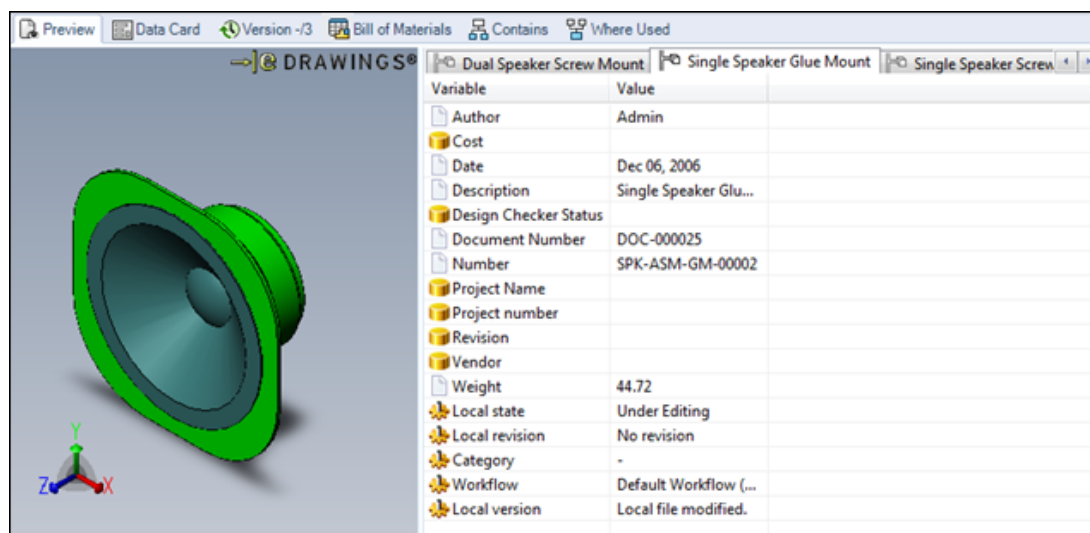 Preview Data Card Version -/3 Bill of Materials Contains Where Used
DRAWINGS®
Dual Speaker Screw Mount Single Speaker Glue Mount Single Speaker Screw
Variable Value
Author Admin
Cost
Date Dec 06, 2006
Description Single Speaker Glu...
Design Checker Status
Document Number DOC-000025
Number SPK-ASM-GM-00002
Project Name
Project number
Revision
Vendor
Weight 44.72
Local state Under Editing
Local revision No revision
Category -
Workflow Default Workflow (...
Local version Local file modified.
Y
Z X